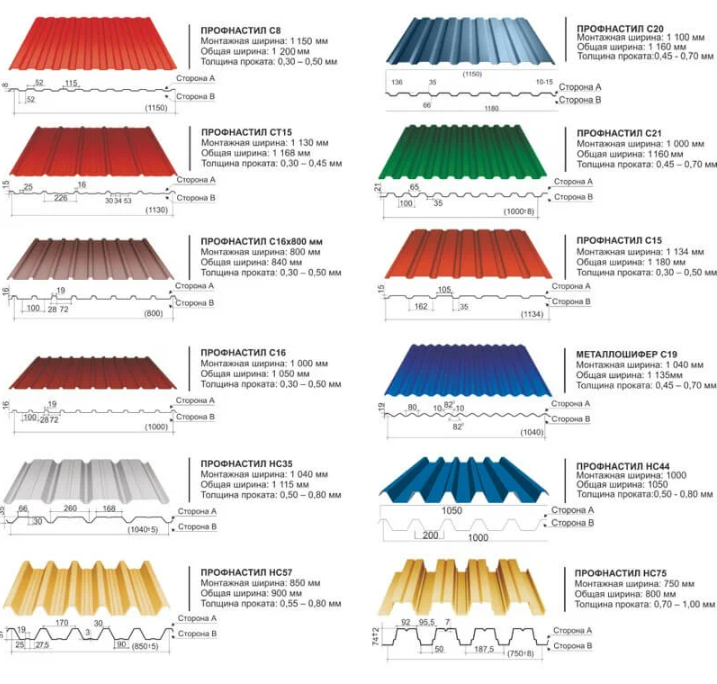 ПРОФНАСТИЛ С8
Монтажная ширина: 1 150 мм
Общая ширина: 1 200 мм
Толщина проката: 0,30 – 0,50 мм
8
52
115
52
(1150)
Сторона А
Сторона В
ПРОФНАСТИЛ С20
Монтажная ширина: 1 100 мм
Общая ширина: 1 160 мм
Толщина проката:0,45 - 0,70 мм
(1150)
136
35
10-15
66
1180
Сторона А
Сторона В
ПРОФНАСТИЛ СТ15
Монтажная ширина: 1 130 мм
Общая ширина: 1 168 мм
Толщина проката: 0,30 – 0,45 мм
15
25
16
226
30 34 53
(1130)
Сторона А
Сторона В
ПРОФНАСТИЛ С21
Монтажная ширина: 1 000 мм
Общая ширина: 1160 мм
Толщина проката: 0,45 – 0,70 мм
21
65
100
35
(1000±8)
Сторона А
Сторона В
ПРОФНАСТИЛ С16х800 мм
Монтажная ширина: 800 мм
Общая ширина: 840 мм
Толщина проката: 0,30 – 0,50 мм
16
19
100
28 72
(800)
Сторона А
Сторона В
ПРОФНАСТИЛ С15
Монтажная ширина: 1 134 мм
Общая ширина: 1 180 мм
Толщина проката: 0,30 – 0,50 мм
15
105
162
35
(1134)
Сторона А
Сторона В
ПРОФНАСТИЛ С16
Монтажная ширина: 1 000 мм
Общая ширина: 1 050 мм
Толщина проката: 0,30 – 0,50 мм
16
19
100
28 72
(1000)
Сторона А
Сторона В
МЕТАЛЛОШИФЕР С19
Монтажная ширина: 1 040 мм
Общая ширина: 1 135мм
Толщина проката: 0,45 – 0,70 мм
19
80
10
82⁰
10
82⁰
(1040)
Сторона А
Сторона В
ПРОФНАСТИЛ НС35
Монтажная ширина: 1 040 мм
Общая ширина: 1 115 мм
Толщина проката: 0,50 – 0,80 мм
35
66
260
168
30
(1040±5)
Сторона А
Сторона В
ПРОФНАСТИЛ НС44
Монтажная ширина: 1000
Общая ширина: 1050
Толщина проката:0,50 - 0,80 мм
1050
200
1000
Сторона А
Сторона В
ПРОФНАСТИЛ НС57
Монтажная ширина: 850 мм
Общая ширина: 900 мм
Толщина проката: 0,55 – 0,80 мм
57
19
170
30
25
27,5
3
90
(850±5)
Сторона А
Сторона В
ПРОФНАСТИЛ НС75
Монтажная ширина: 750 мм
Общая ширина: 800 мм
Толщина проката: 0,70 – 1,00 мм
74±2
92
95,5
7
50
187,5
(750±8)
Сторона А
Сторона В